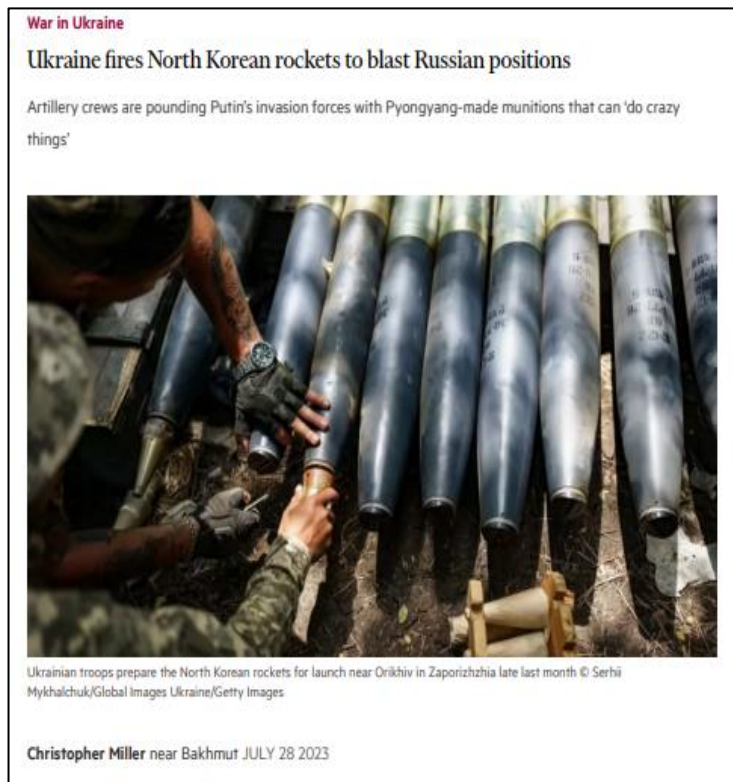 War in Ukraine
Ukraine fires North Korean rockets to blast Russian positions
Artillery crews are pounding Putin's invasion forces with Pyongyang-made munitions that can 'do crazy
things'
Ukrainian troops prepare the North Korean rockets for launch near Orikhiv in Zaporizhzhia late last month © Serhii
Mykhalchuk/Global Images Ukraine/Getty Images
Christopher Miller near Bakhmut JULY 28 2023